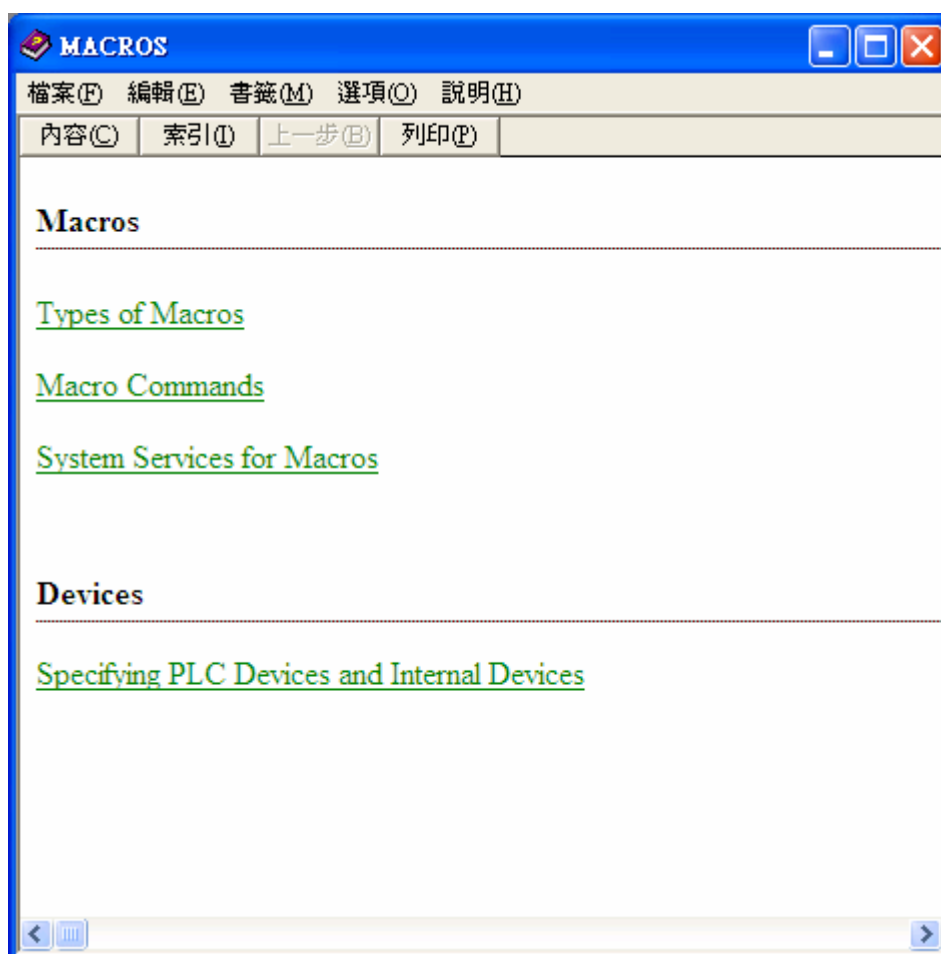 MACROS
檔案(F) 編輯(E) 書籤(M) 選項(O) 說明(H)
內容(C) 索引(I) 上一步(B) 列印(P)
Macros
Types of Macros
Macro Commands
System Services for Macros
Devices
Specifying PLC Devices and Internal Devices